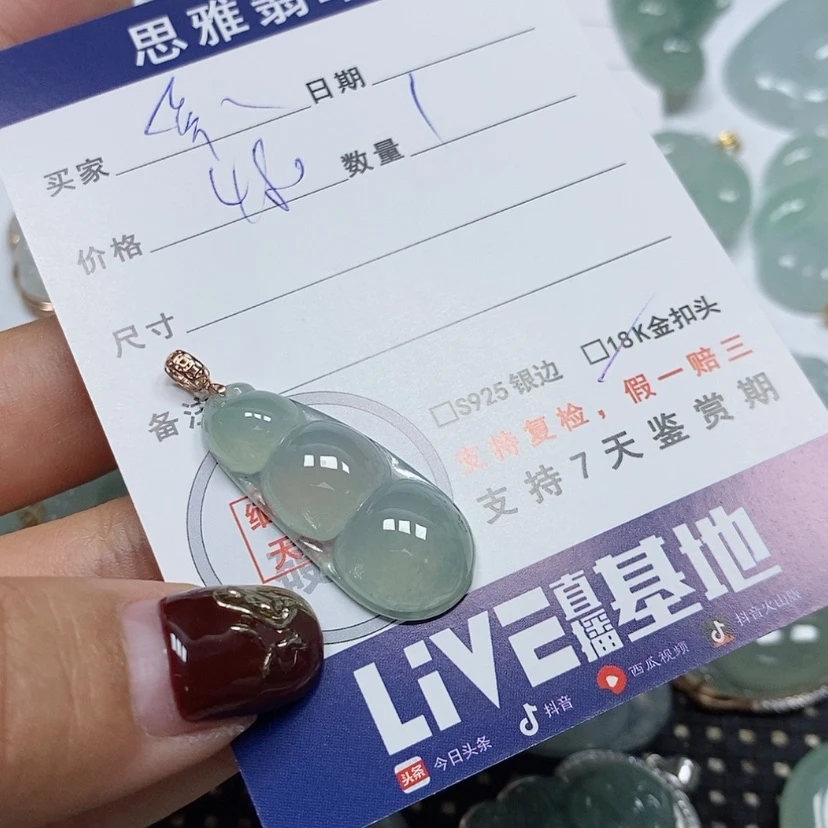 思雅翡
买家 日期
价格 48 数量 1
尺寸
备注
□S925银边 □18K金扣头
支持复检，假一赔三
支持7天鉴赏期
天
LiVE直播基地
头条 今日头条 抖音 西瓜视频 抖音火山版